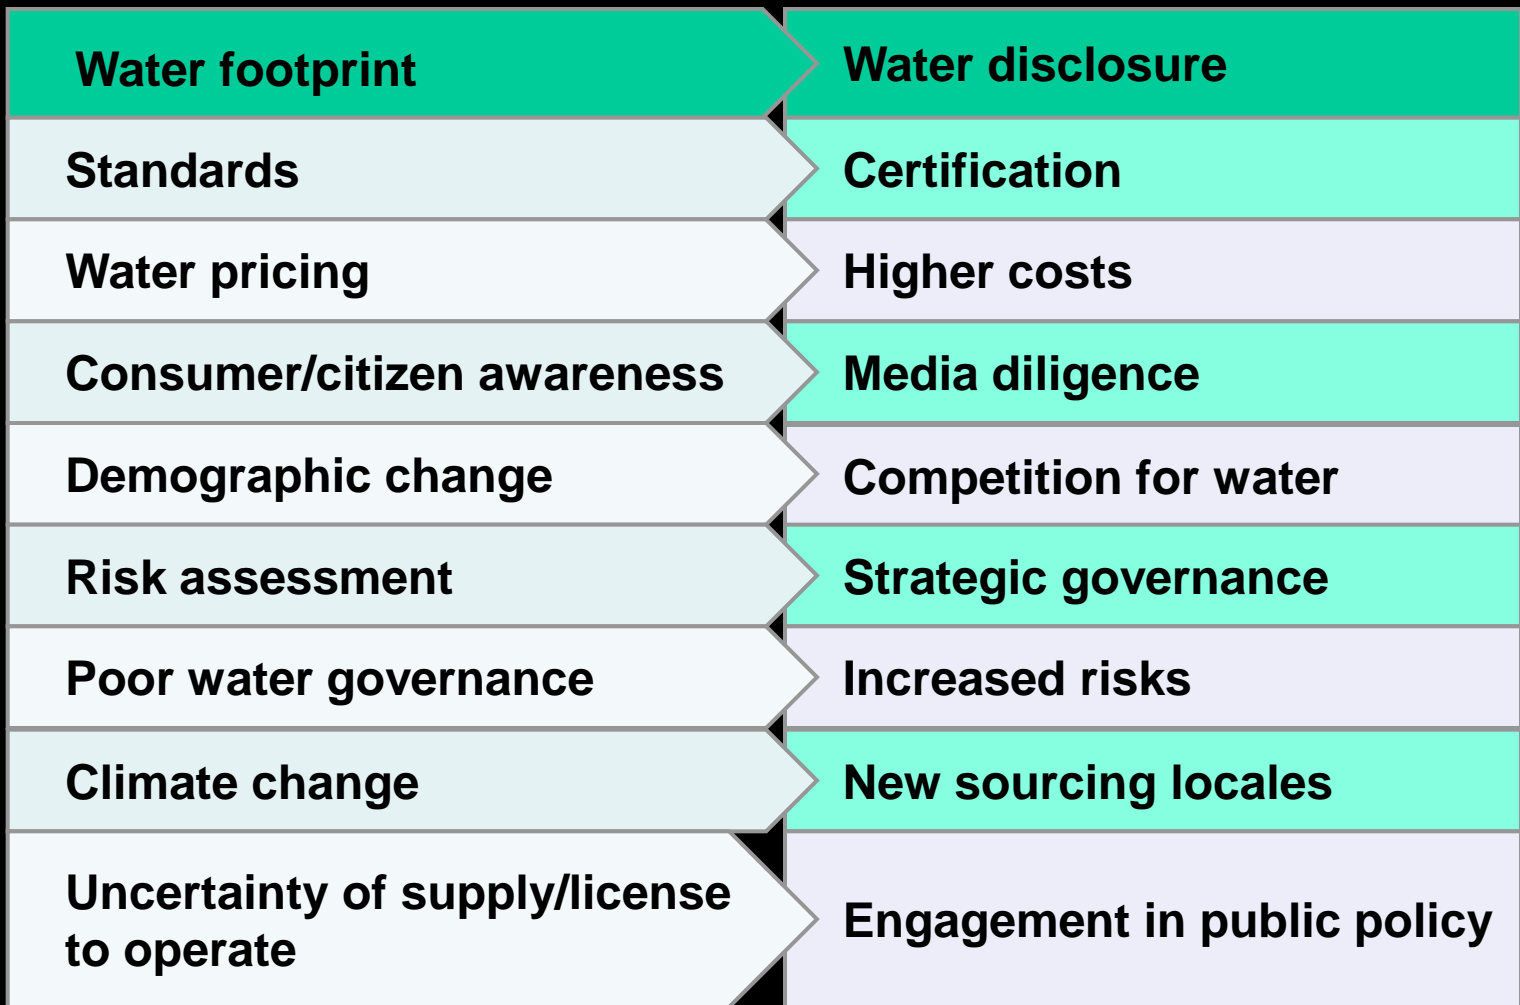 Water footprint
Water disclosure
Standards
Certification
Water pricing
Higher costs
Consumer/citizen awareness
Media diligence
Demographic change
Competition for water
Risk assessment
Strategic governance
Poor water governance
Increased risks
Climate change
New sourcing locales
Uncertainty of supply/license
to operate
Engagement in public policy